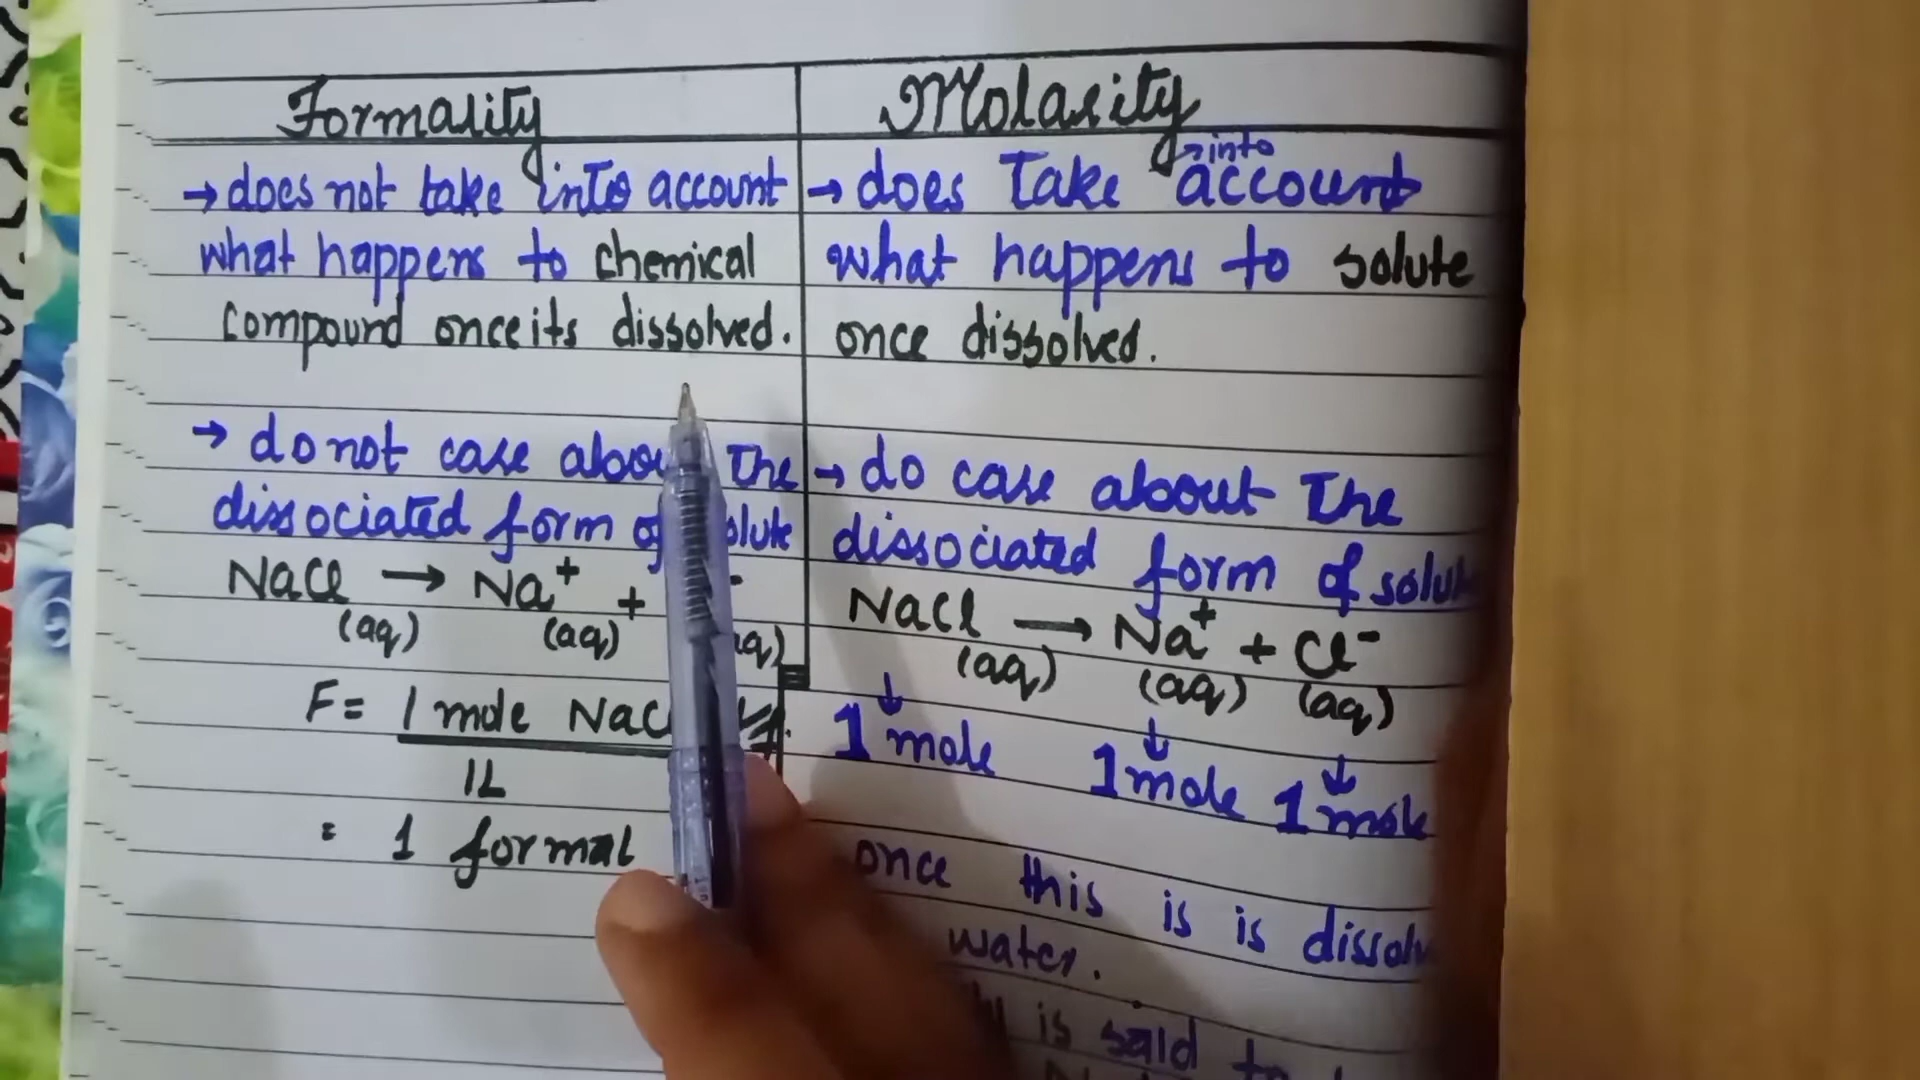 Formality
→ does not take into account
what happens to chemical
compound once its dissolved.
→ do not care about the
dissociated form of solute
NaCl → Na+ +
(aq) (aq)
F = 1 mole NaCl
1L
= 1 formal
Molarity
→ into
→ does Take account
what happens to solute
once dissolved.
→ do care about The
dissociated form of
NaCl → Na+ + Cl-
(aq) (aq) (aq)
↓ ↓ ↓
1 mole 1 mole 1 mole
once this is is
water.
is said